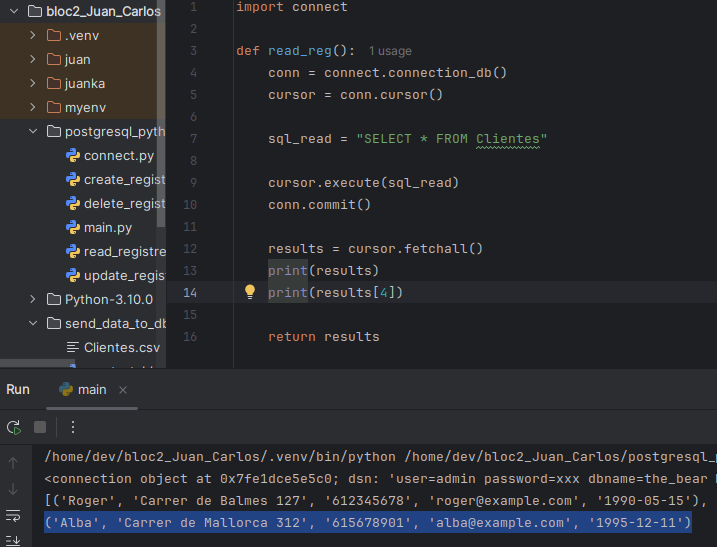 bloc2_Juan_Carlos
.venv
juan
juanka
myenv
postgresql_pyth
connect.py
create_regist
delete_regist
main.py
read_registre
update_regis
Python-3.10.0
send_data_to_db
Clientes.csv
1 import connect
2
3 def read_reg(): 1 usage
4 conn = connect.connection_db()
5 cursor = conn.cursor()
6
7 sql_read = "SELECT * FROM Clientes"
8
9 cursor.execute(sql_read)
10 conn.commit()
11
12 results = cursor.fetchall()
13 print(results)
14 print(results[4])
15
16 return results
Run main
/home/dev/bloc2_Juan_Carlos/.venv/bin/python /home/dev/bloc2_Juan_Carlos/postgresql_p
<connection object at 0x7fe1dce5e5c0; dsn: 'user=admin password=xxx dbname=the_bear
[('Roger', 'Carrer de Balmes 127', '612345678', 'roger@example.com', '1990-05-15'),
('Alba', 'Carrer de Mallorca 312', '615678901', 'alba@example.com', '1995-12-11')